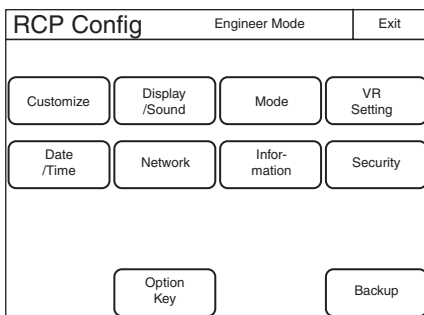 RCP Config Engineer Mode Exit
Customize
Display
/Sound
Mode
VR
Setting
Date
/Time
Network
Infor-
mation
Security
Option
Key
Backup